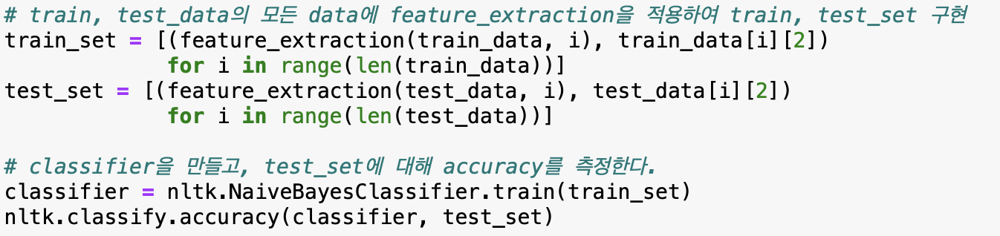 # train, test_data의 모든 data에 feature_extraction을 적용하여 train, test_set 구현
train_set = [(feature_extraction(train_data, i), train_data[i][2])
             for i in range(len(train_data))]
test_set = [(feature_extraction(test_data, i), test_data[i][2])
             for i in range(len(test_data))]

# classifier을 만들고, test_set에 대해 accuracy를 측정한다.
classifier = nltk.NaiveBayesClassifier.train(train_set)
nltk.classify.accuracy(classifier, test_set)